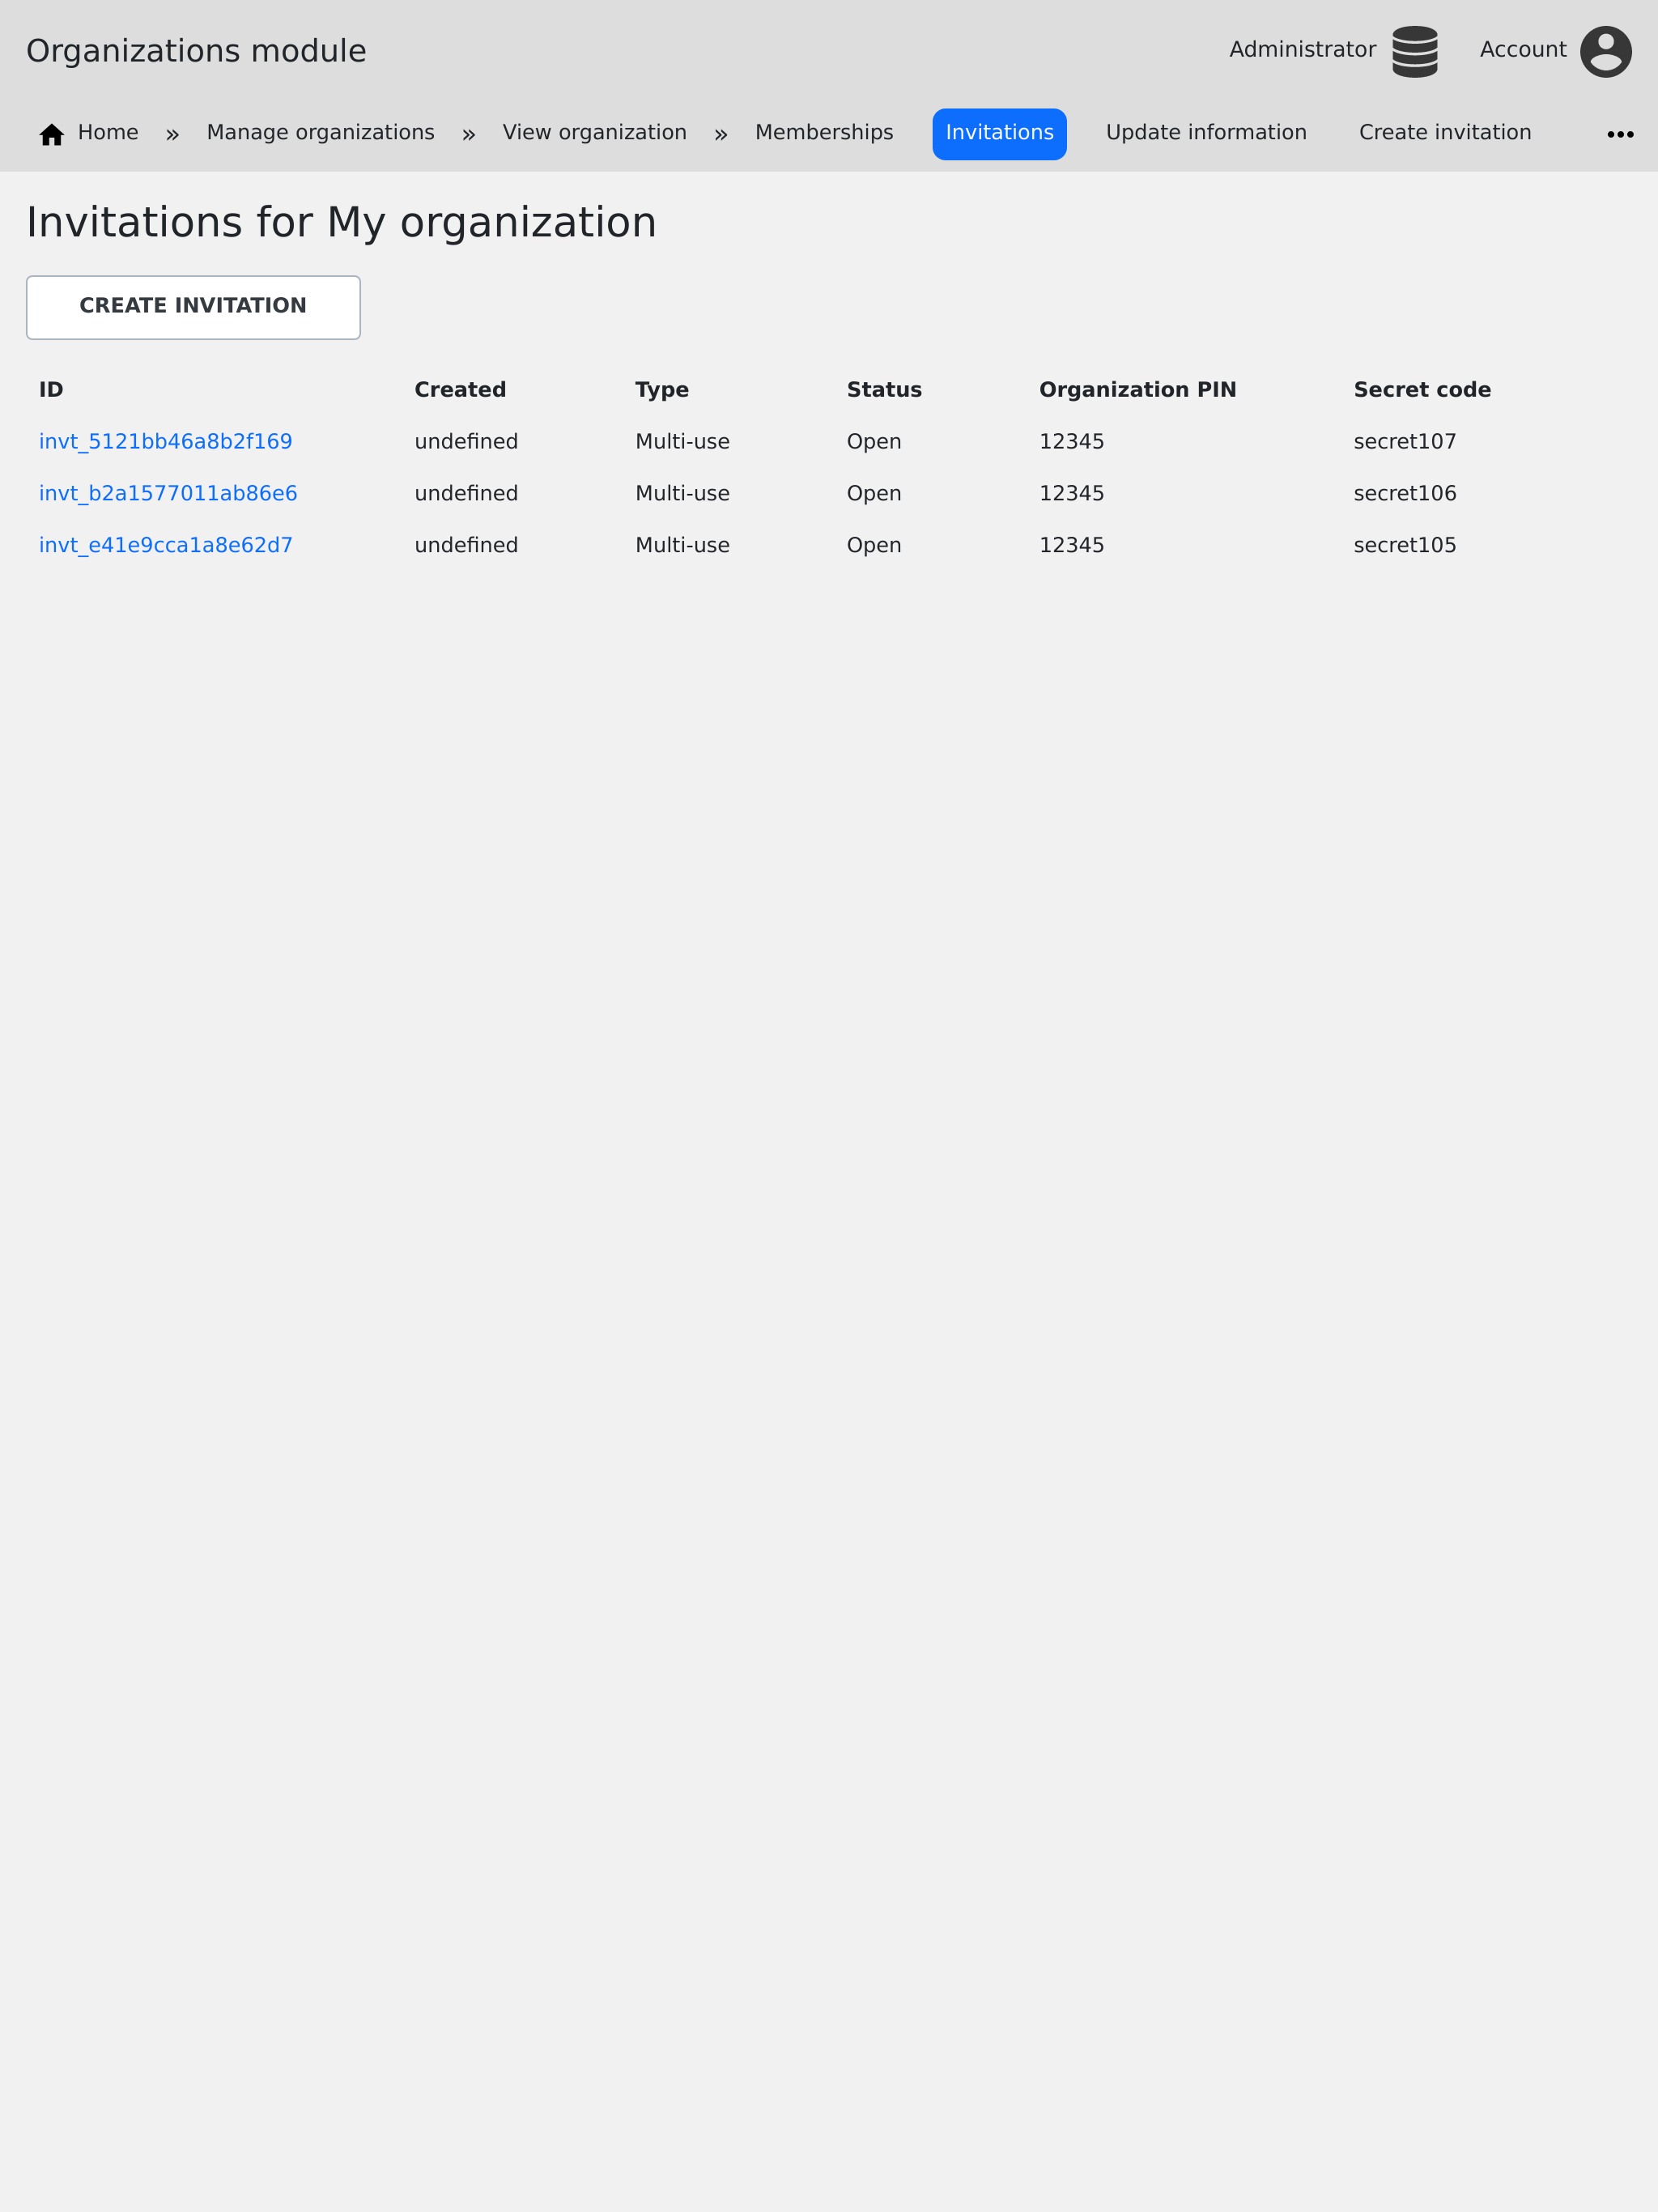 Organizations module
Administrator
Account
Home » Manage organizations » View organization » Memberships Invitations Update information Create invitation •••
Invitations for My organization
CREATE INVITATION
ID Created Type Status Organization PIN Secret code
invt_5121bb46a8b2f169 undefined Multi-use Open 12345 secret107
invt_b2a1577011ab86e6 undefined Multi-use Open 12345 secret106
invt_e41e9cca1a8e62d7 undefined Multi-use Open 12345 secret105